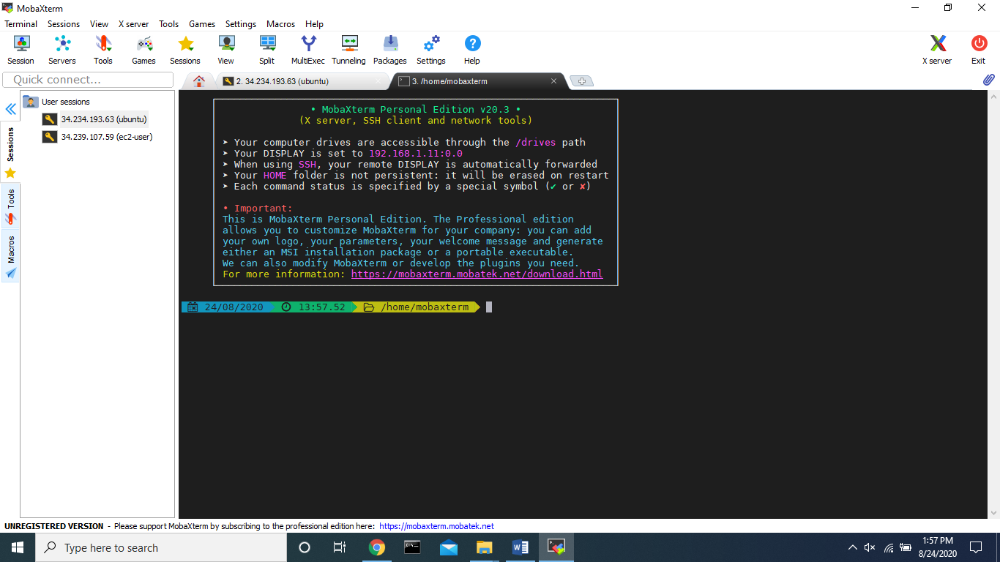 MobaXterm
Terminal Sessions View X server Tools Games Settings Macros Help
Session Servers Tools Games Sessions View Split MultiExec Tunneling Packages Settings Help X server Exit
Quick connect...
2. 34.234.193.63 (ubuntu)
3. /home/mobaxterm
User sessions
34.234.193.63 (ubuntu)
34.239.107.59 (ec2-user)
Sessions
Tools
Macros
• MobaXterm Personal Edition v20.3 •
(X server, SSH client and network tools)
➤ Your computer drives are accessible through the /drives path
➤ Your DISPLAY is set to 192.168.1.11:0.0
➤ When using SSH, your remote DISPLAY is automatically forwarded
➤ Your HOME folder is not persistent: it will be erased on restart
➤ Each command status is specified by a special symbol (✔ or ✘)
• Important:
This is MobaXterm Personal Edition. The Professional edition
allows you to customize MobaXterm for your company: you can add
your own logo, your parameters, your welcome message and generate
either an MSI installation package or a portable executable.
We can also modify MobaXterm or develop the plugins you need.
For more information: https://mobaxterm.mobatek.net/download.html
24/08/2020 13:57.52 /home/mobaxterm
UNREGISTERED VERSION - Please support MobaXterm by subscribing to the professional edition here: https://mobaxterm.mobatek.net
Type here to search
1:57 PM
8/24/2020